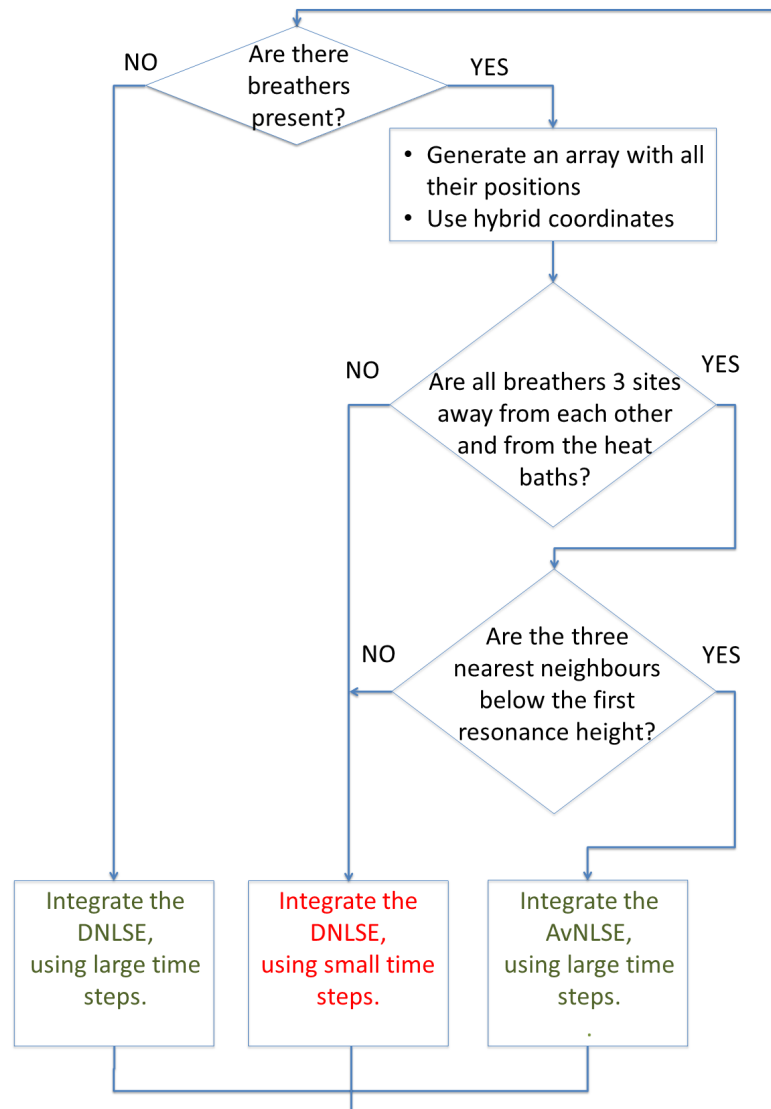 NO
Are there
breathers
present?
YES
• Generate an array with all
their positions
• Use hybrid coordinates
NO
YES
Are all breathers 3 sites
away from each other
and from the heat
baths?
NO
YES
Are the three
nearest neighbours
below the first
resonance height?
Integrate the
DNLSE,
using large time
steps.
Integrate the
DNLSE,
using small time
steps.
Integrate the
AvNLSE,
using large time
steps.
.